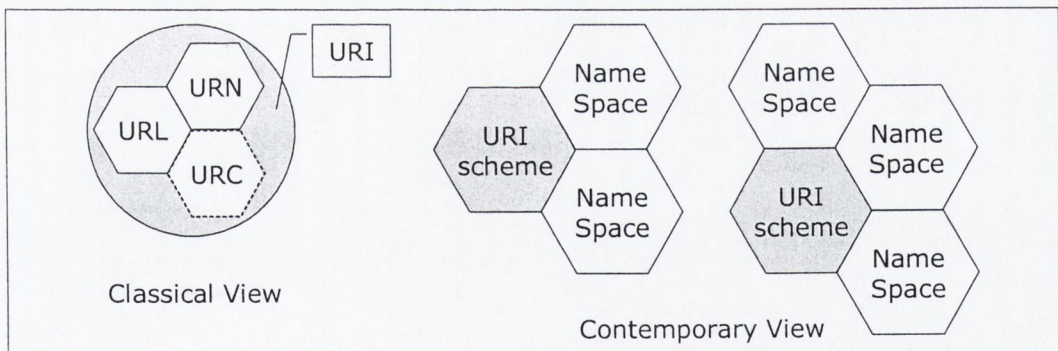 URI
URN
URL
URC
Classical View
Name
Space
URI
scheme
Name
Space
Name
Space
Name
Space
URI
scheme
Name
Space
Contemporary View